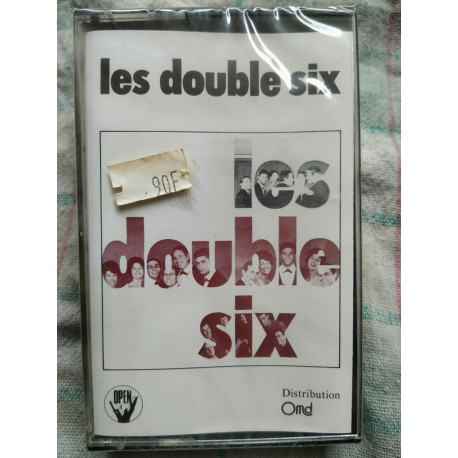 les double six
.90F
les
double
six
OPEN
Distribution
Omd